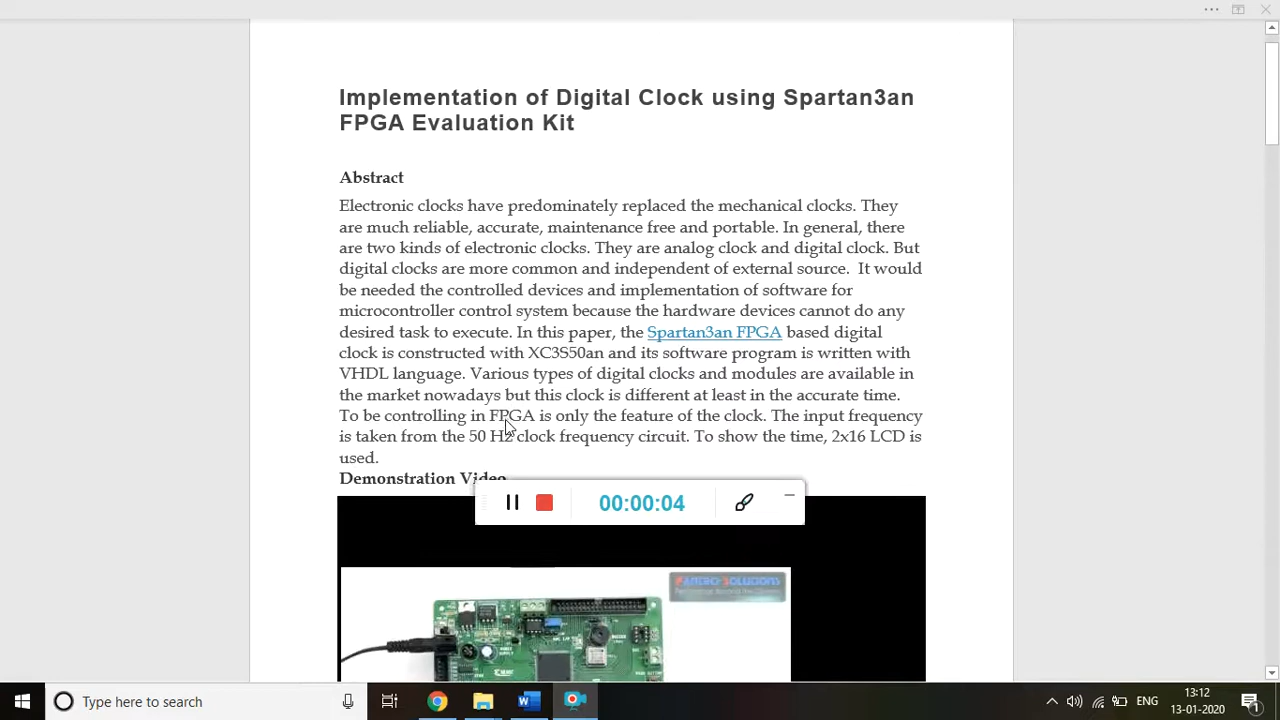 Implementation of Digital Clock using Spartan3an
FPGA Evaluation Kit
Abstract
Electronic clocks have predominately replaced the mechanical clocks. They
are much reliable, accurate, maintenance free and portable. In general, there
are two kinds of electronic clocks. They are analog clock and digital clock. But
digital clocks are more common and independent of external source.  It would
be needed the controlled devices and implementation of software for
microcontroller control system because the hardware devices cannot do any
desired task to execute. In this paper, the Spartan3an FPGA based digital
clock is constructed with XC3S50an and its software program is written with
VHDL language. Various types of digital clocks and modules are available in
the market nowadays but this clock is different at least in the accurate time.
To be controlling in FPGA is only the feature of the clock. The input frequency
is taken from the 50 Hz clock frequency circuit. To show the time, 2x16 LCD is
used.
Demonstration Video
00:00:04
Type here to search
ENG
13:12
13-01-2020